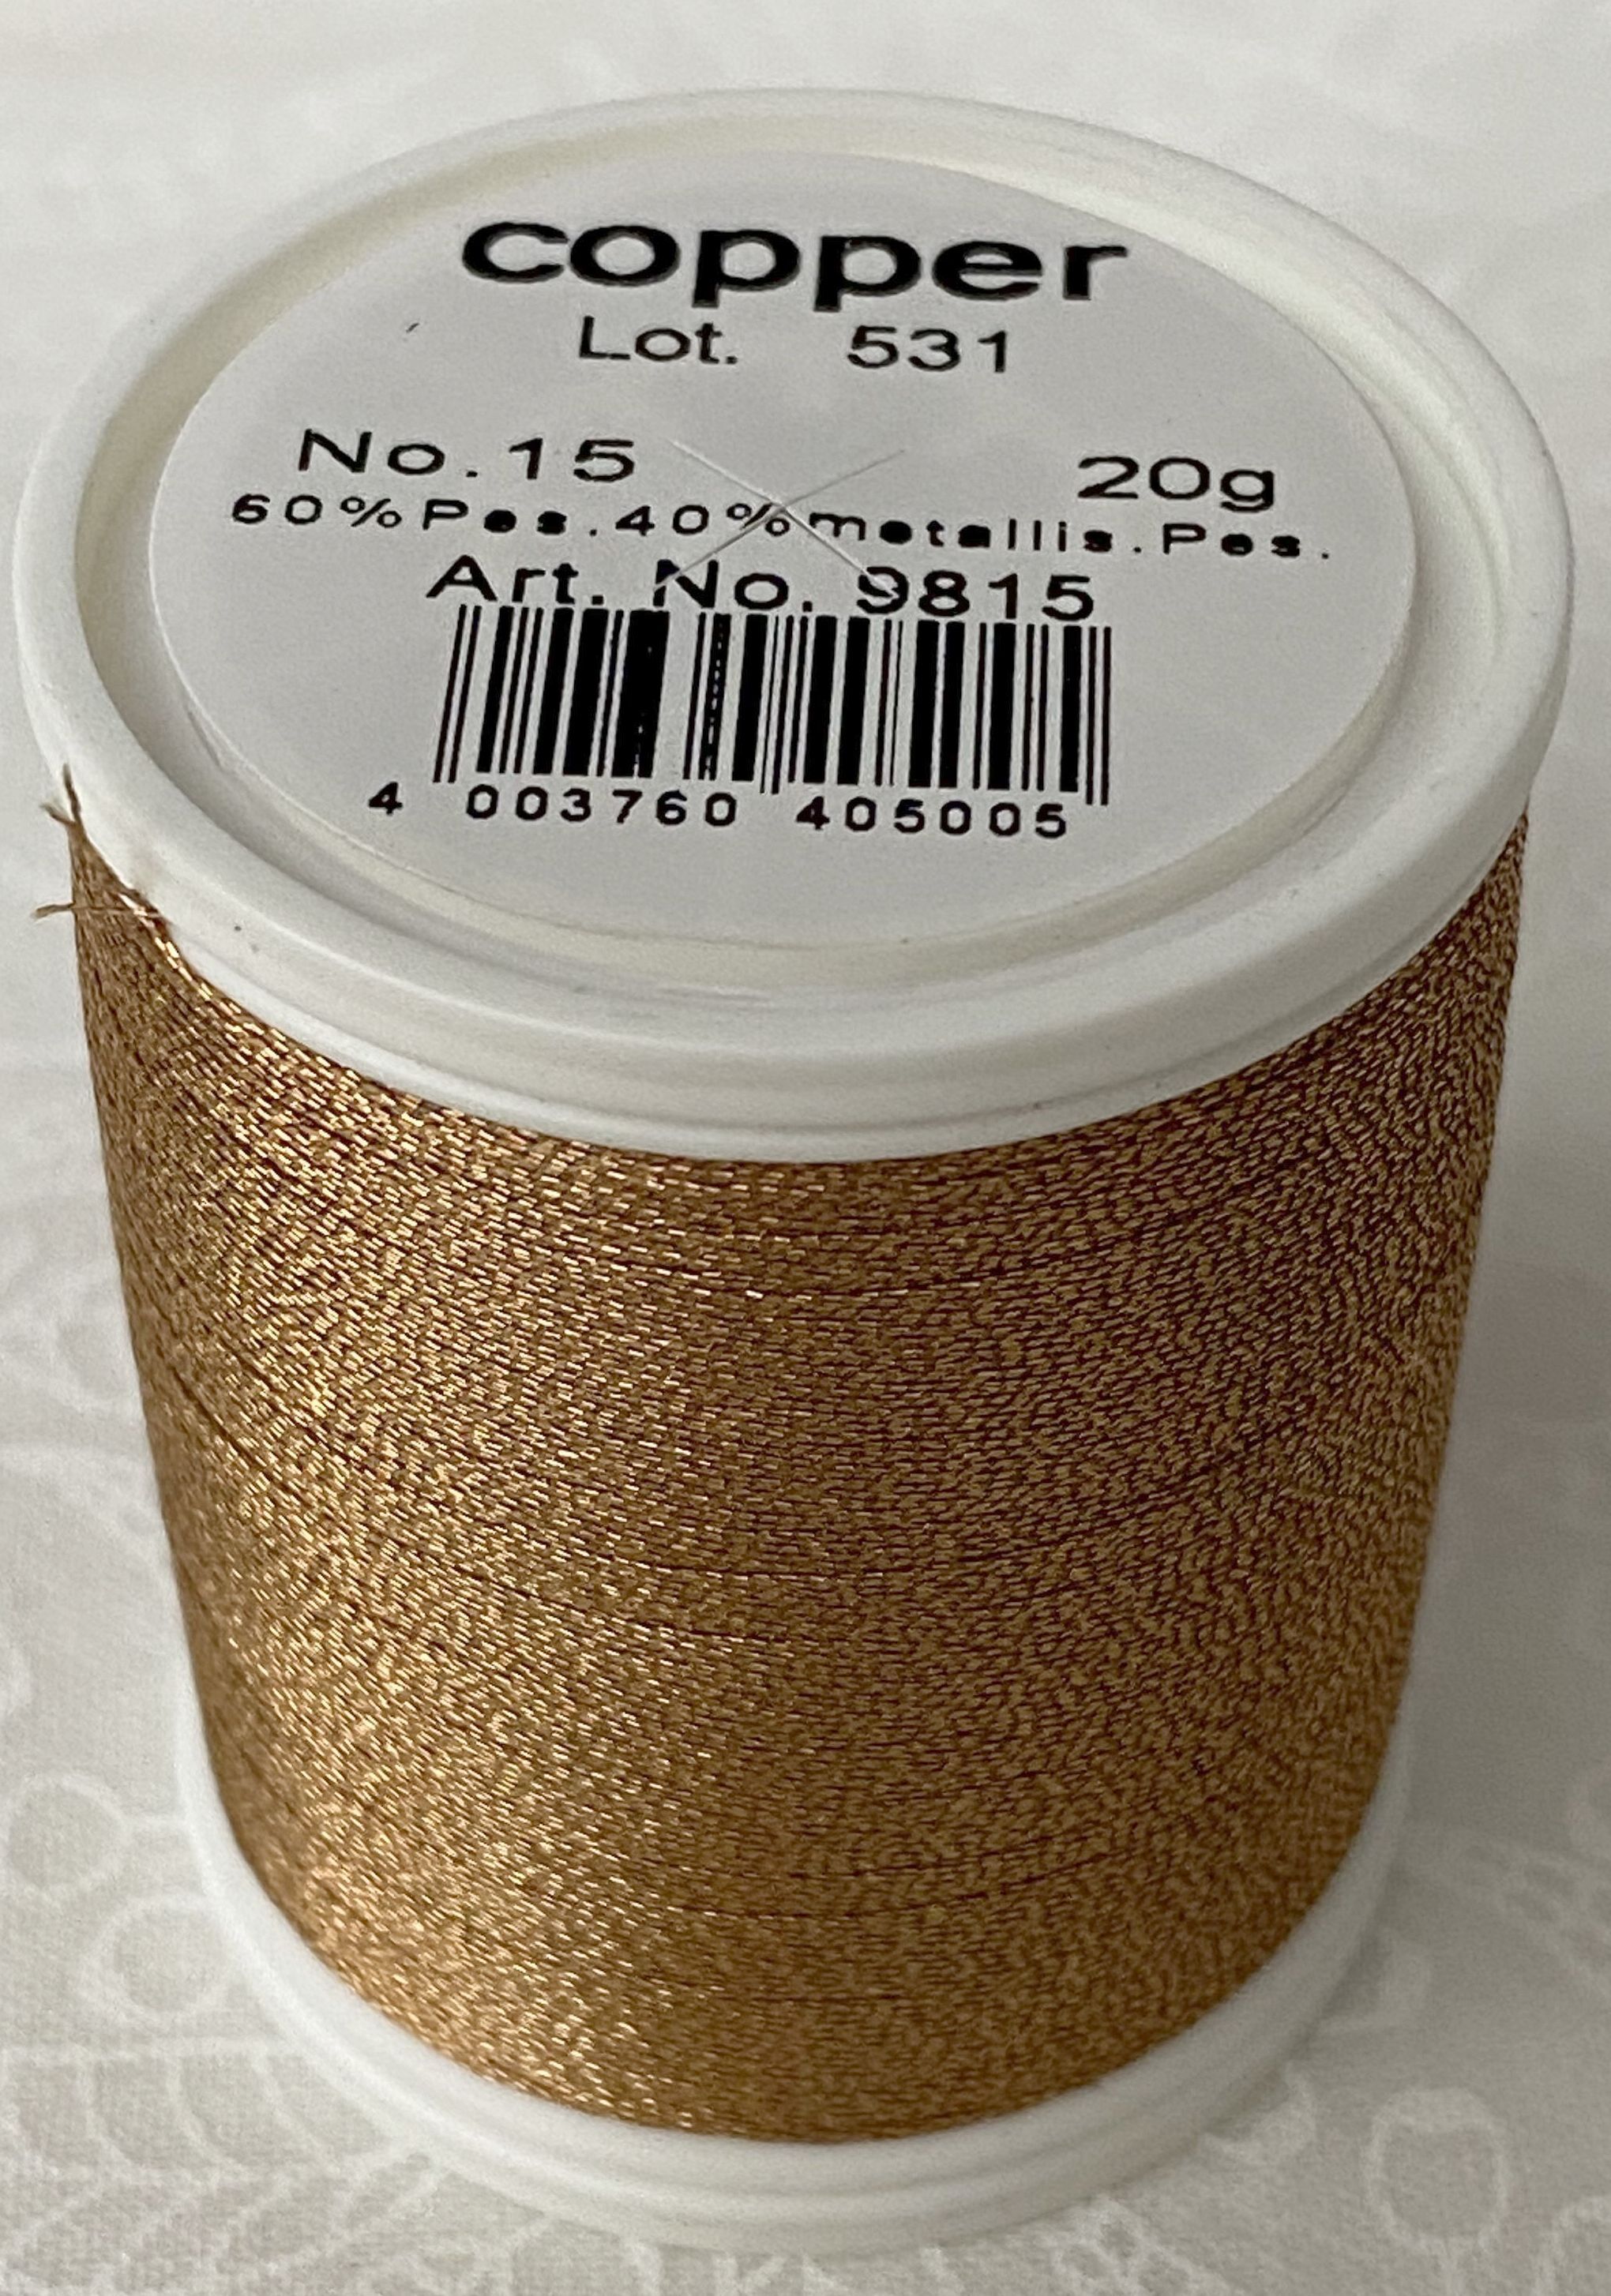 copper
Lot. 531
No.15 20g
60%Pes.40%metallis.Pes.
Art. No. 9815
4 003760 405005